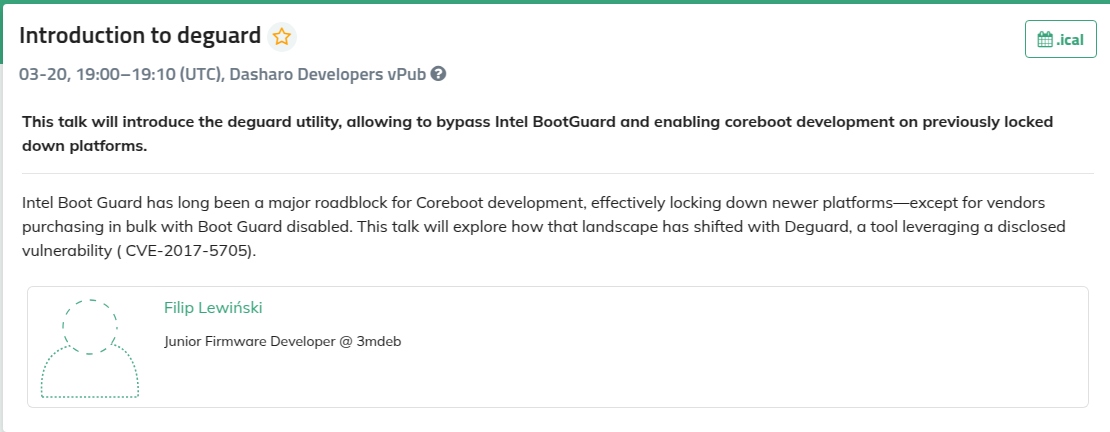 Introduction to deguard
.ical
03-20, 19:00–19:10 (UTC), Dasharo Developers vPub
This talk will introduce the deguard utility, allowing to bypass Intel BootGuard and enabling coreboot development on previously locked
down platforms.
Intel Boot Guard has long been a major roadblock for Coreboot development, effectively locking down newer platforms—except for vendors
purchasing in bulk with Boot Guard disabled. This talk will explore how that landscape has shifted with Deguard, a tool leveraging a disclosed
vulnerability ( CVE-2017-5705).
Filip Lewiński
Junior Firmware Developer @ 3mdeb